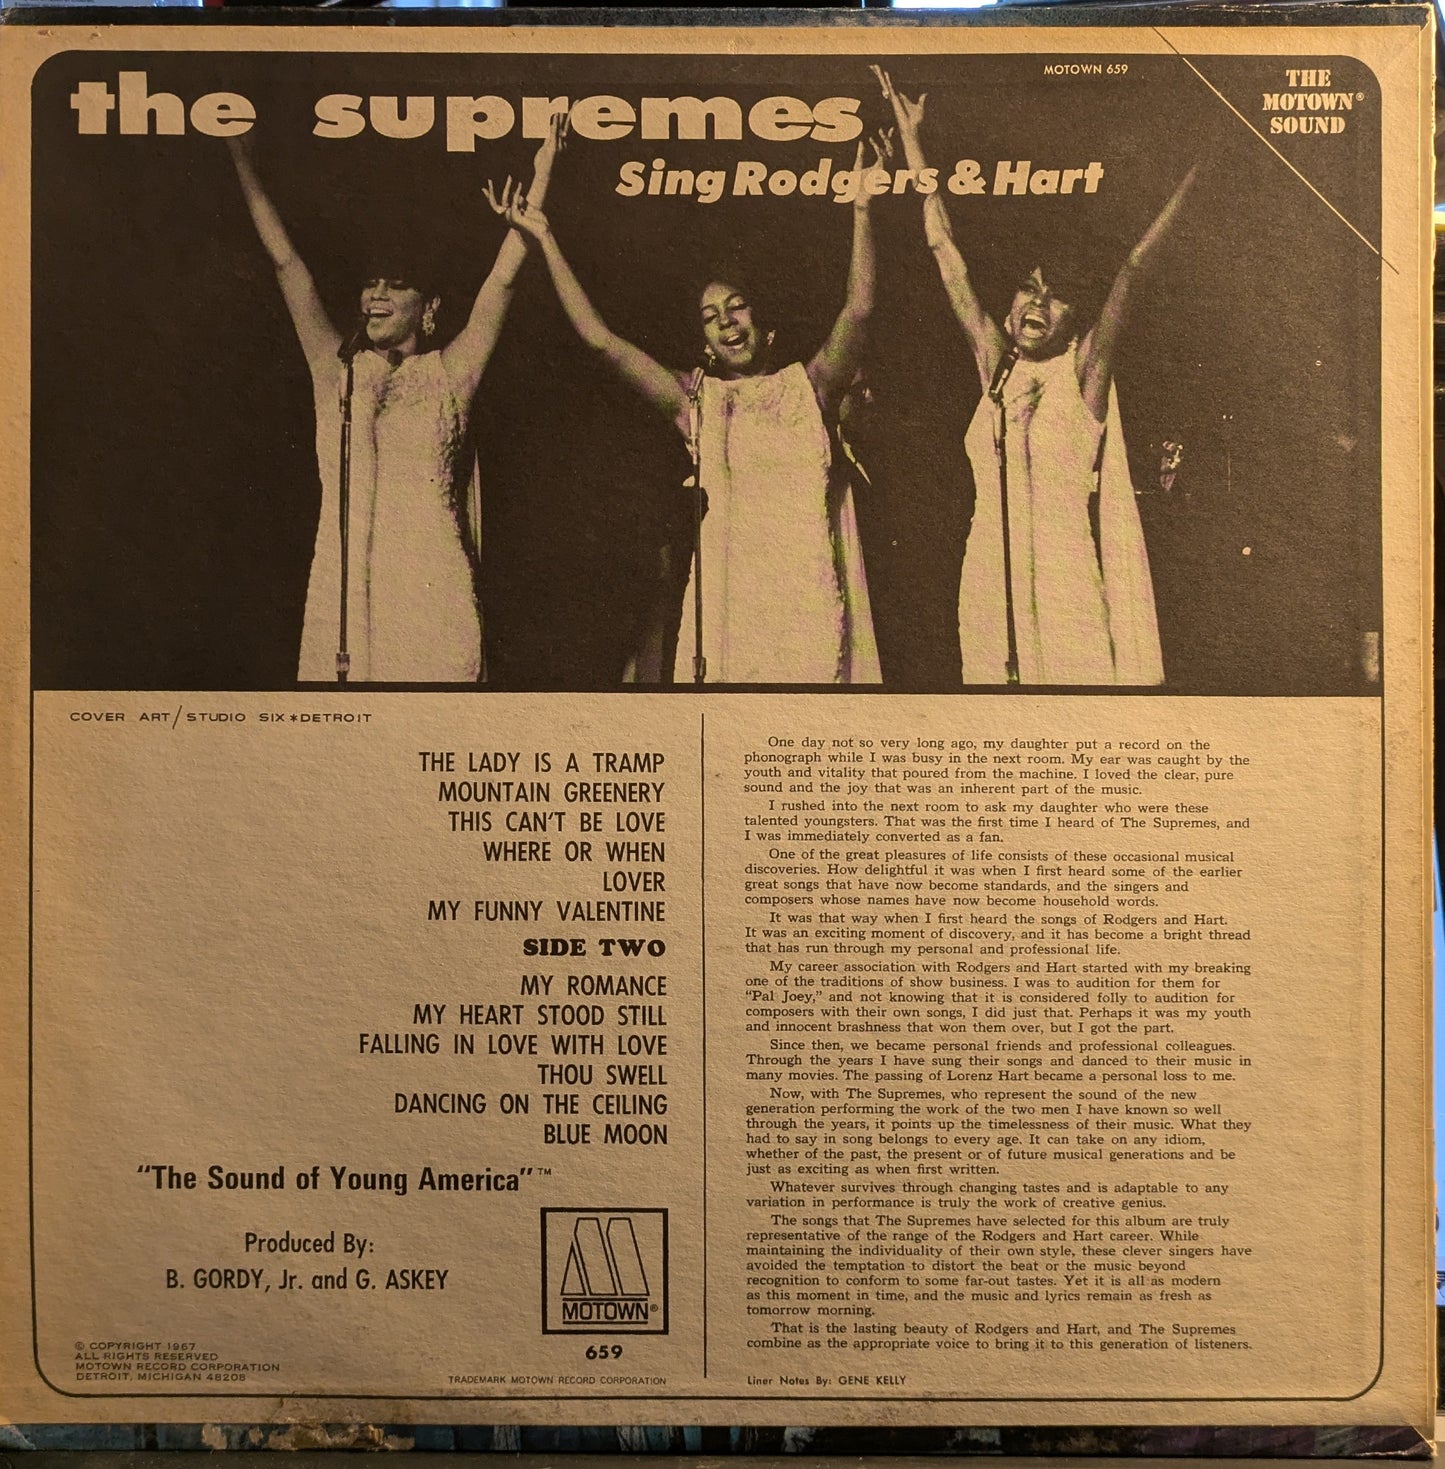 MOTOWN 659
THE
MOTOWN®
SOUND
the supremes
Sing Rodgers & Hart
COVER ART/STUDIO SIX*DETROIT
THE LADY IS A TRAMP
MOUNTAIN GREENERY
THIS CAN'T BE LOVE
WHERE OR WHEN
LOVER
MY FUNNY VALENTINE
SIDE TWO
MY ROMANCE
MY HEART STOOD STILL
FALLING IN LOVE WITH LOVE
THOU SWELL
DANCING ON THE CEILING
BLUE MOON
"The Sound of Young America"™
Produced By:
B. GORDY, Jr. and G. ASKEY
MOTOWN®
659
© COPYRIGHT 1967
ALL RIGHTS RESERVED
MOTOWN RECORD CORPORATION
DETROIT, MICHIGAN 48208
TRADEMARK MOTOWN RECORD CORPORATION
One day not so very long ago, my daughter put a record on the
phonograph while I was busy in the next room. My ear was caught by the
youth and vitality that poured from the machine. I loved the clear, pure
sound and the joy that was an inherent part of the music.
I rushed into the next room to ask my daughter who were these
talented youngsters. That was the first time I heard of The Supremes, and
I was immediately converted as a fan.
One of the great pleasures of life consists of these occasional musical
discoveries. How delightful it was when I first heard some of the earlier
great songs that have now become standards, and the singers and
composers whose names have now become household words.
It was that way when I first heard the songs of Rodgers and Hart.
It was an exciting moment of discovery, and it has become a bright thread
that has run through my personal and professional life.
My career association with Rodgers and Hart started with my breaking
one of the traditions of show business. I was to audition for them for
"Pal Joey," and not knowing that it is considered folly to audition for
composers with their own songs, I did just that. Perhaps it was my youth
and innocent brashness that won them over, but I got the part.
Since then, we became personal friends and professional colleagues.
Through the years I have sung their songs and danced to their music in
many movies. The passing of Lorenz Hart became a personal loss to me.
Now, with The Supremes, who represent the sound of the new
generation performing the work of the two men I have known so well
through the years, it points up the timelessness of their music. What they
had to say in song belongs to every age. It can take on any idiom,
whether of the past, the present or of future musical generations and be
just as exciting as when first written.
Whatever survives through changing tastes and is adaptable to any
variation in performance is truly the work of creative genius.
The songs that The Supremes have selected for this album are truly
representative of the range of the Rodgers and Hart career. While
maintaining the individuality of their own style, these clever singers have
avoided the temptation to distort the beat or the music beyond
recognition to conform to some far-out tastes. Yet it is all as modern
as this moment in time, and the music and lyrics remain as fresh as
tomorrow morning.
That is the lasting beauty of Rodgers and Hart, and The Supremes
combine as the appropriate voice to bring it to this generation of listeners.
Liner Notes By: GENE KELLY